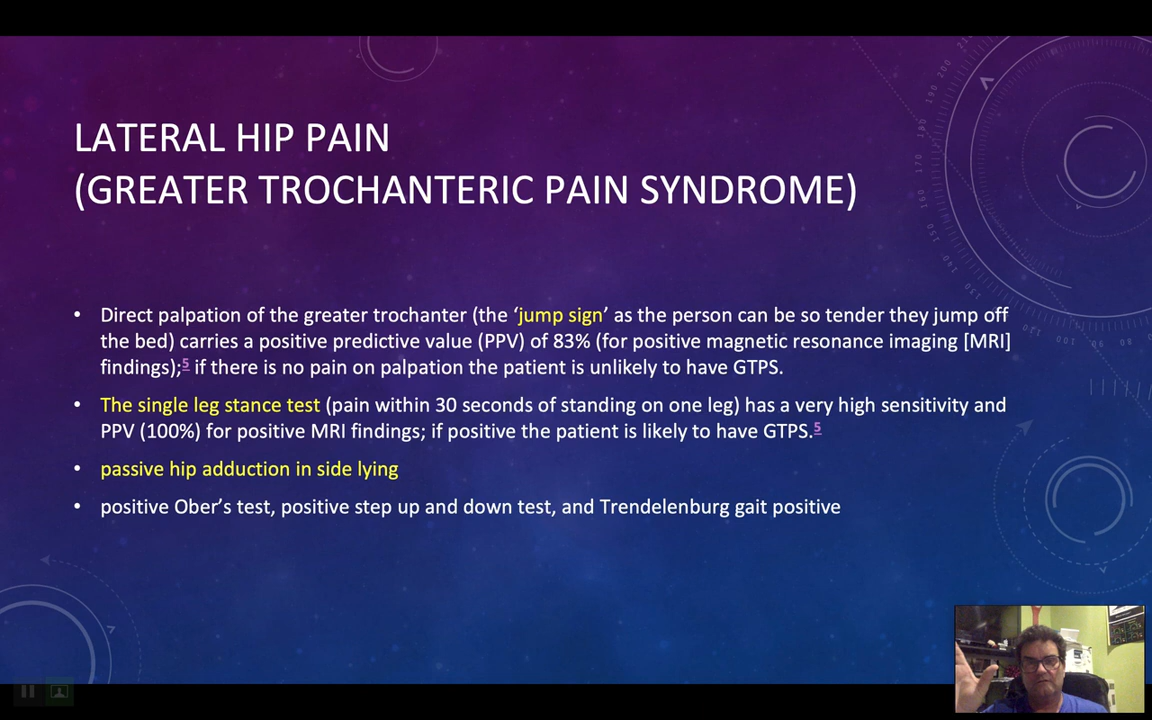 LATERAL HIP PAIN
(GREATER TROCHANTERIC PAIN SYNDROME)
• Direct palpation of the greater trochanter (the ‘jump sign’ as the person can be so tender they jump off
the bed) carries a positive predictive value (PPV) of 83% (for positive magnetic resonance imaging [MRI]
findings);5 if there is no pain on palpation the patient is unlikely to have GTPS.
• The single leg stance test (pain within 30 seconds of standing on one leg) has a very high sensitivity and
PPV (100%) for positive MRI findings; if positive the patient is likely to have GTPS.5
• passive hip adduction in side lying
• positive Ober’s test, positive step up and down test, and Trendelenburg gait positive